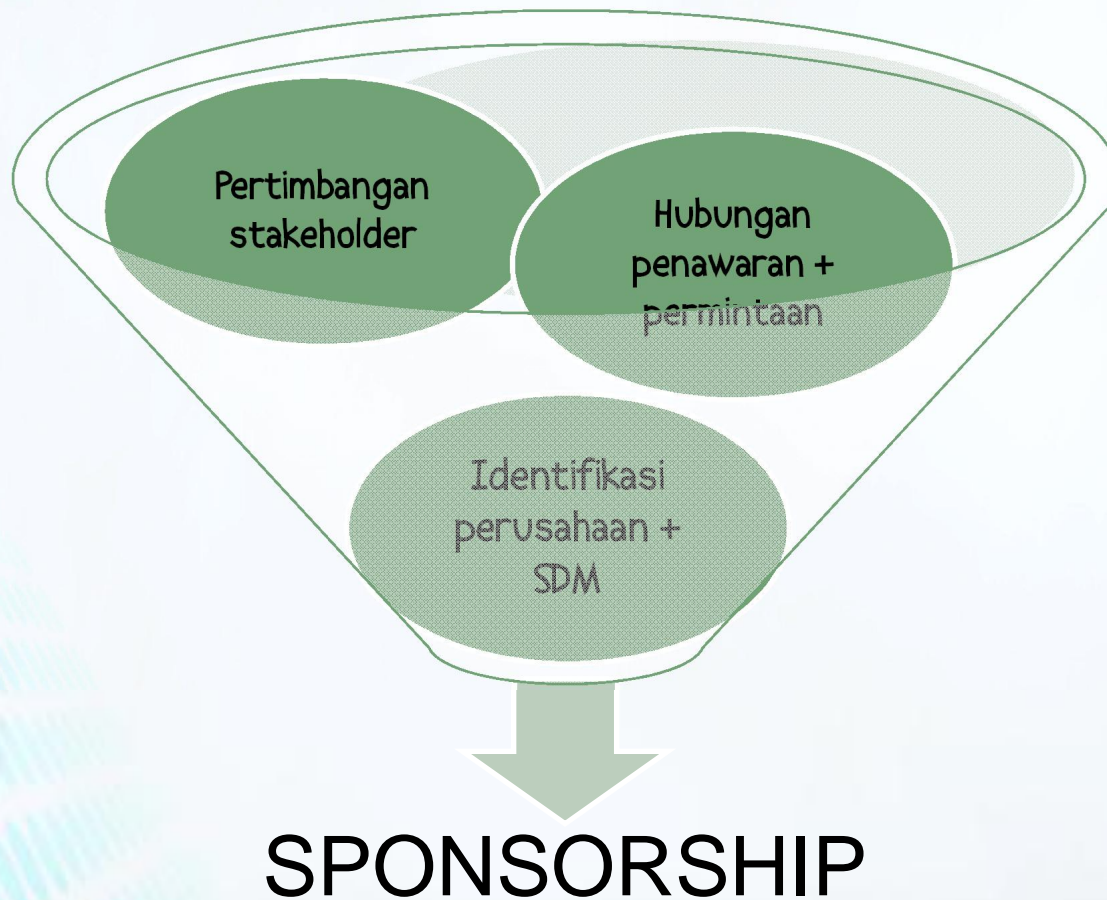 Pertimbangan
stakeholder
Hubungan
penawaran +
permintaan
Identifikasi
perusahaan +
SDM
SPONSORSHIP